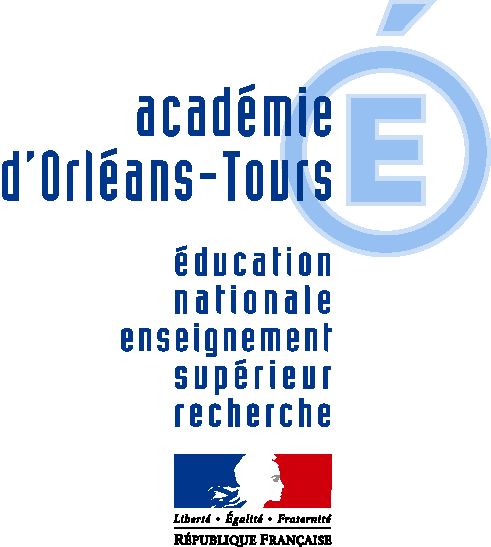 académie
d'Orléans-Tours
É
éducation
nationale
enseignement
supérieur
recherche
Liberté • Égalité • Fraternité
RÉPUBLIQUE FRANÇAISE